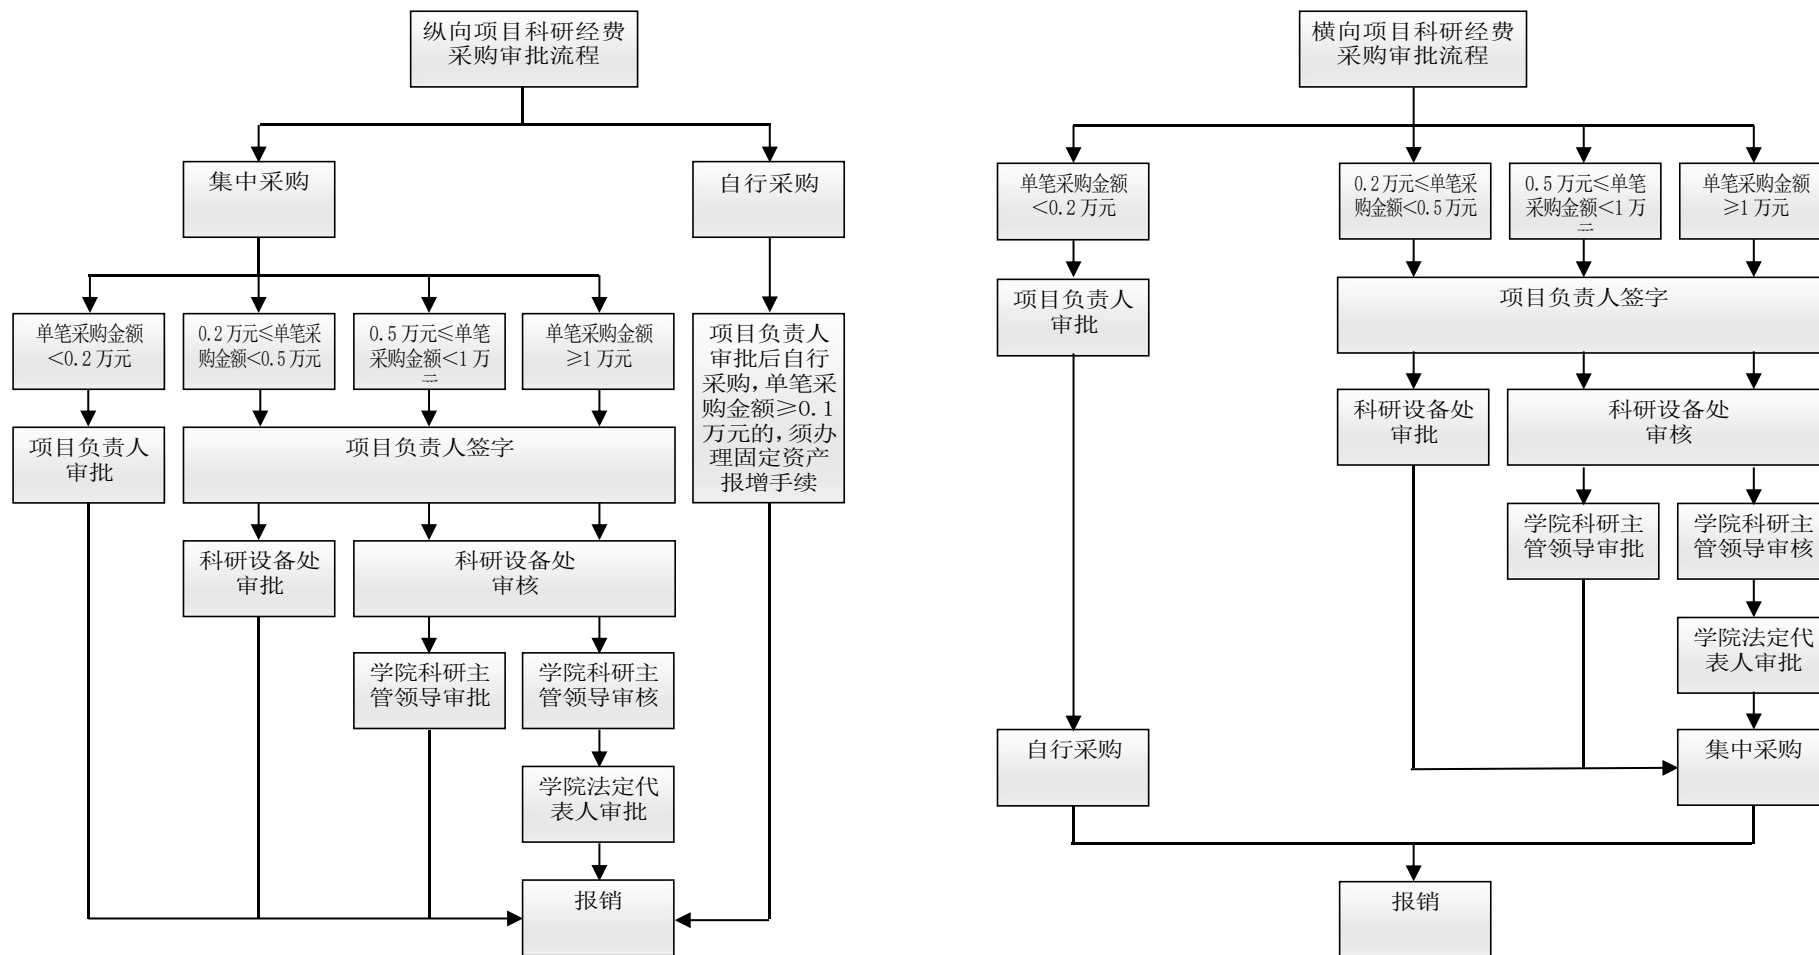 纵向项目科研经费
采购审批流程
集中采购
自行采购
单笔采购金额
<0.2万元
0.2万元≤单笔采
购金额<0.5万元
0.5万元≤单笔
采购金额<1万
单笔采购金额
≥1万元
项目负责人
审批后自行
采购,单笔采
购金额≥0.1
万元的,须办
理固定资产
报增手续
项目负责人
审批
项目负责人签字
科研设备处
审批
科研设备处
审核
学院科研主
管领导审批
学院科研主
管领导审核
学院法定代
表人审批
报销
横向项目科研经费
采购审批流程
单笔采购金额
<0.2万元
0.2万元≤单笔采
购金额<0.5万元
0.5万元≤单笔
采购金额<1万
单笔采购金额
≥1万元
项目负责人
审批
项目负责人签字
科研设备处
审批
科研设备处
审核
学院科研主
管领导审批
学院科研主
管领导审核
学院法定代
表人审批
自行采购
集中采购
报销